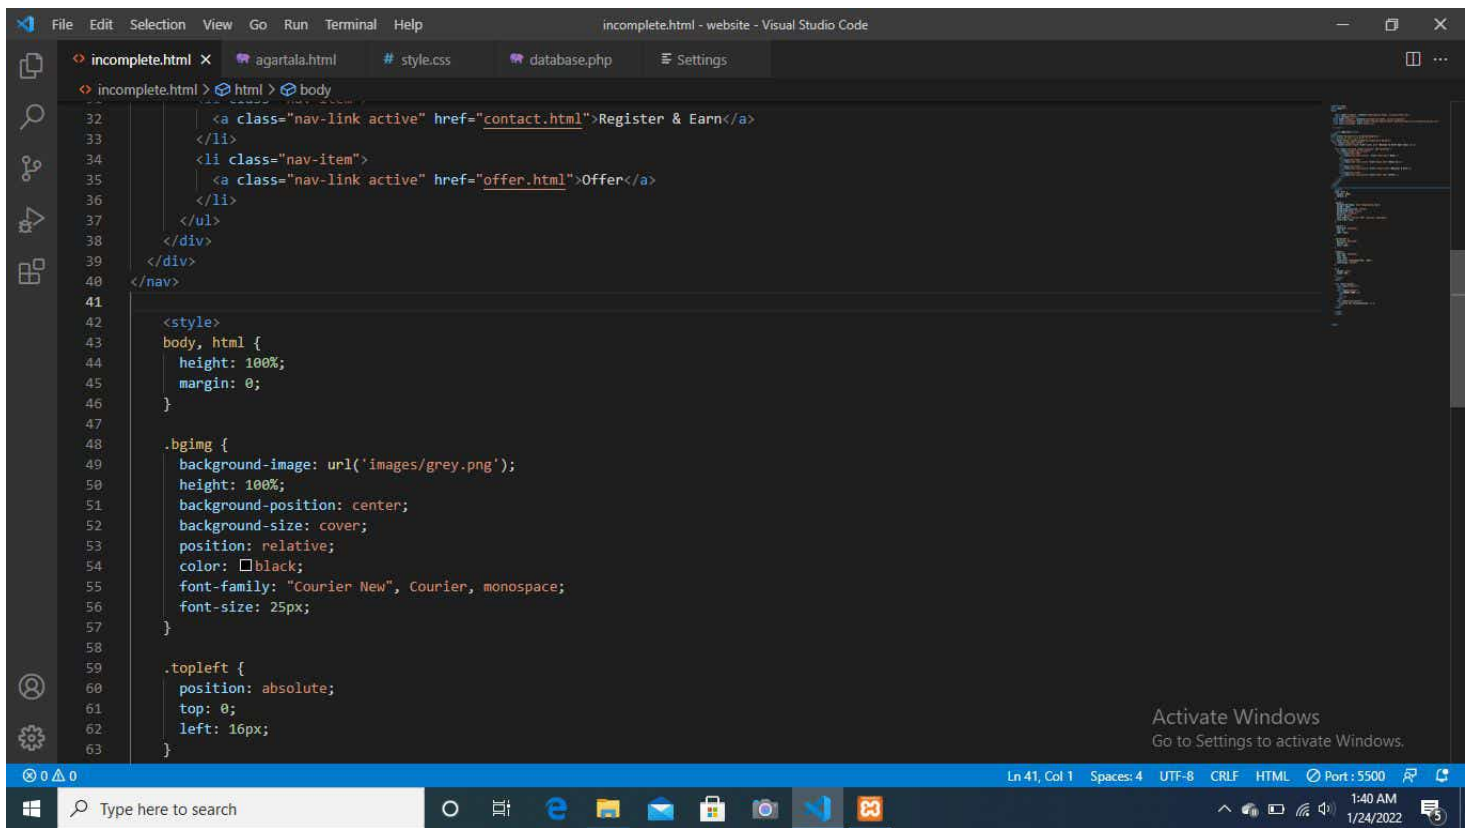 File Edit Selection View Go Run Terminal Help incomplete.html - website - Visual Studio Code
incomplete.html agartala.html # style.css database.php Settings
incomplete.html > html > body
32 <a class="nav-link active" href="contact.html">Register & Earn</a>
33 </li>
34 <li class="nav-item">
35 <a class="nav-link active" href="offer.html">Offer</a>
36 </li>
37 </ul>
38 </div>
39 </div>
40 </nav>
41
42 <style>
43 body, html {
44 height: 100%;
45 margin: 0;
46 }
47
48 .bgimg {
49 background-image: url('images/grey.png');
50 height: 100%;
51 background-position: center;
52 background-size: cover;
53 position: relative;
54 color: black;
55 font-family: "Courier New", Courier, monospace;
56 font-size: 25px;
57 }
58
59 .topleft {
60 position: absolute;
61 top: 0;
62 left: 16px;
63 }
Activate Windows
Go to Settings to activate Windows.
0 0 Ln 41, Col 1 Spaces: 4 UTF-8 CRLF HTML Port : 5500
Type here to search
1:40 AM
1/24/2022
5